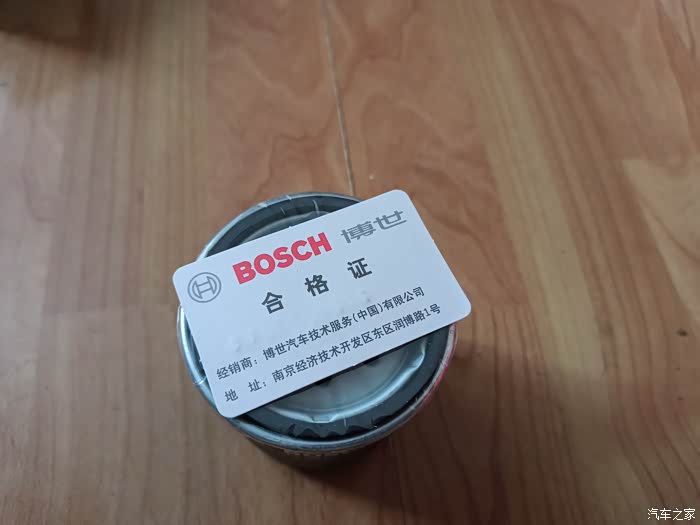 BOSCH 博世
合格证
经销商：博世汽车技术服务(中国)有限公司
地 址：南京经济技术开发区东区润博路1号
汽车之家